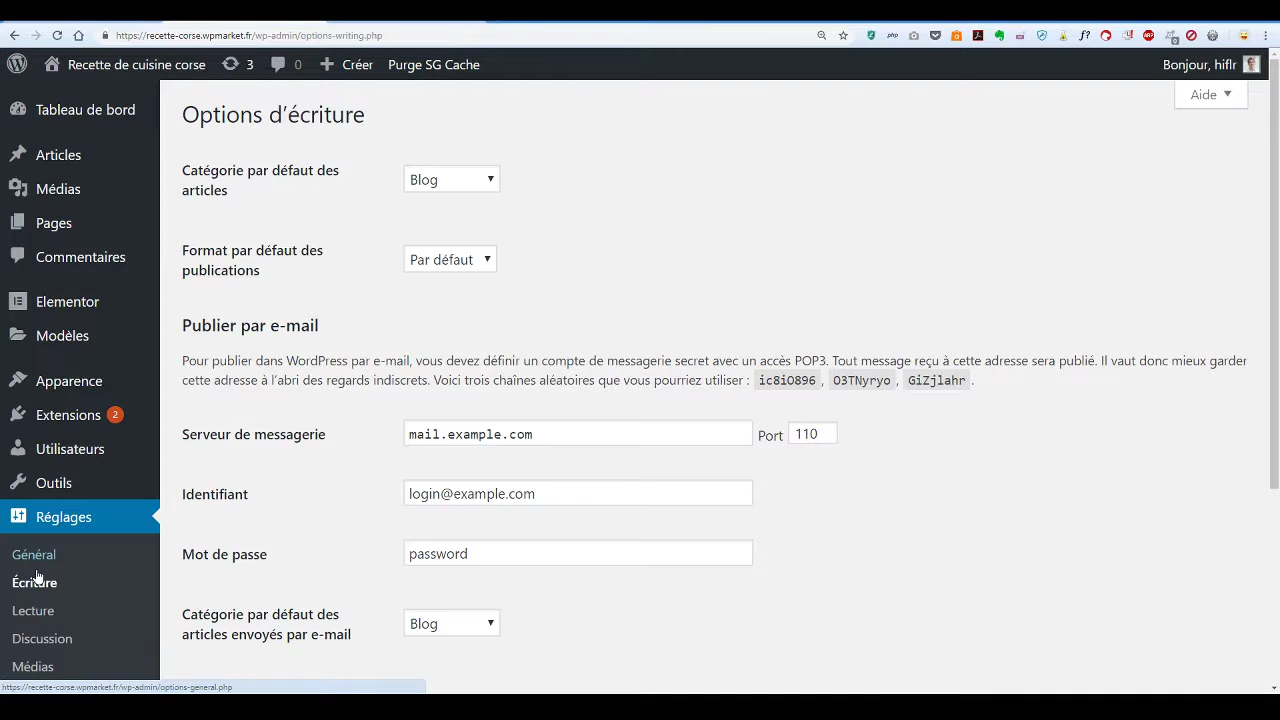 https://recette-corse.wpmarket.fr/wp-admin/options-writing.php
Recette de cuisine corse 3 0 Créer Purge SG Cache Bonjour, hiflr
Aide
Tableau de bord
Articles
Médias
Pages
Commentaires
Elementor
Modèles
Apparence
Extensions 2
Utilisateurs
Outils
Réglages
Général
Écriture
Lecture
Discussion
Médias
Options d’écriture
Catégorie par défaut des
articles
Blog
Format par défaut des
publications
Par défaut
Publier par e-mail
Pour publier dans WordPress par e-mail, vous devez définir un compte de messagerie secret avec un accès POP3. Tout message reçu à cette adresse sera publié. Il vaut donc mieux garder
cette adresse à l’abri des regards indiscrets. Voici trois chaînes aléatoires que vous pourriez utiliser : ic8iO896 , O3TNyryo , GiZjlahr .
Serveur de messagerie
mail.example.com
Port 110
Identifiant
login@example.com
Mot de passe
password
Catégorie par défaut des
articles envoyés par e-mail
Blog
https://recette-corse.wpmarket.fr/wp-admin/options-general.php